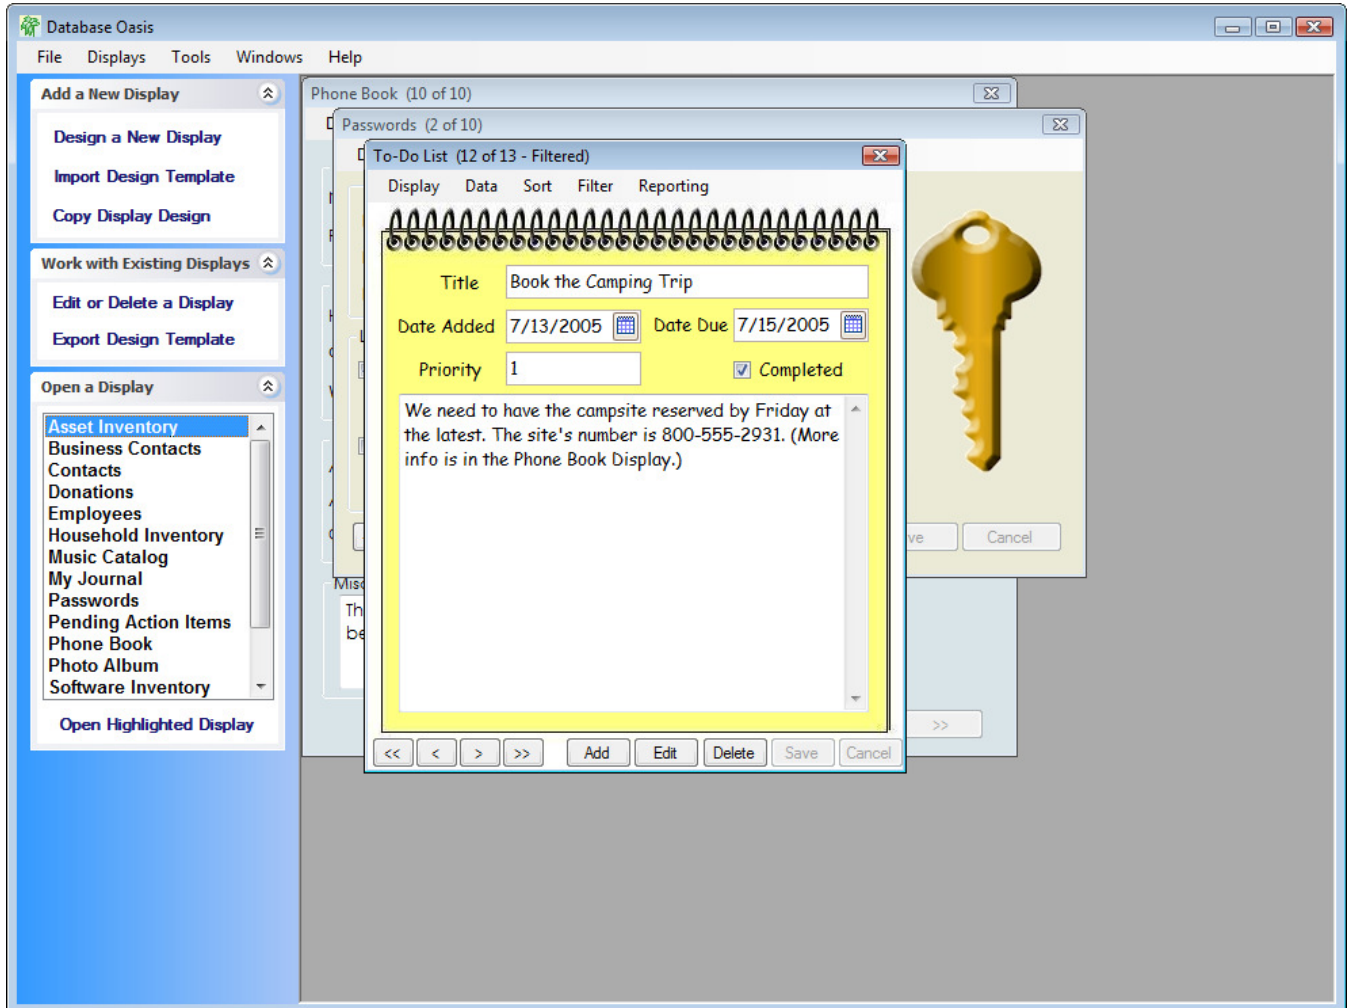 Database Oasis
File Displays Tools Windows Help
Add a New Display
Design a New Display
Import Design Template
Copy Display Design
Work with Existing Displays
Edit or Delete a Display
Export Design Template
Open a Display
Asset Inventory
Business Contacts
Contacts
Donations
Employees
Household Inventory
Music Catalog
My Journal
Passwords
Pending Action Items
Phone Book
Photo Album
Software Inventory
Open Highlighted Display
Phone Book (10 of 10)
Passwords (2 of 10)
To-Do List (12 of 13 - Filtered)
Display Data Sort Filter Reporting
Title Book the Camping Trip
Date Added 7/13/2005 Date Due 7/15/2005
Priority 1 Completed
We need to have the campsite reserved by Friday at
the latest. The site's number is 800-555-2931. (More
info is in the Phone Book Display.)
<< < > >> Add Edit Delete Save Cancel
Cancel
>>